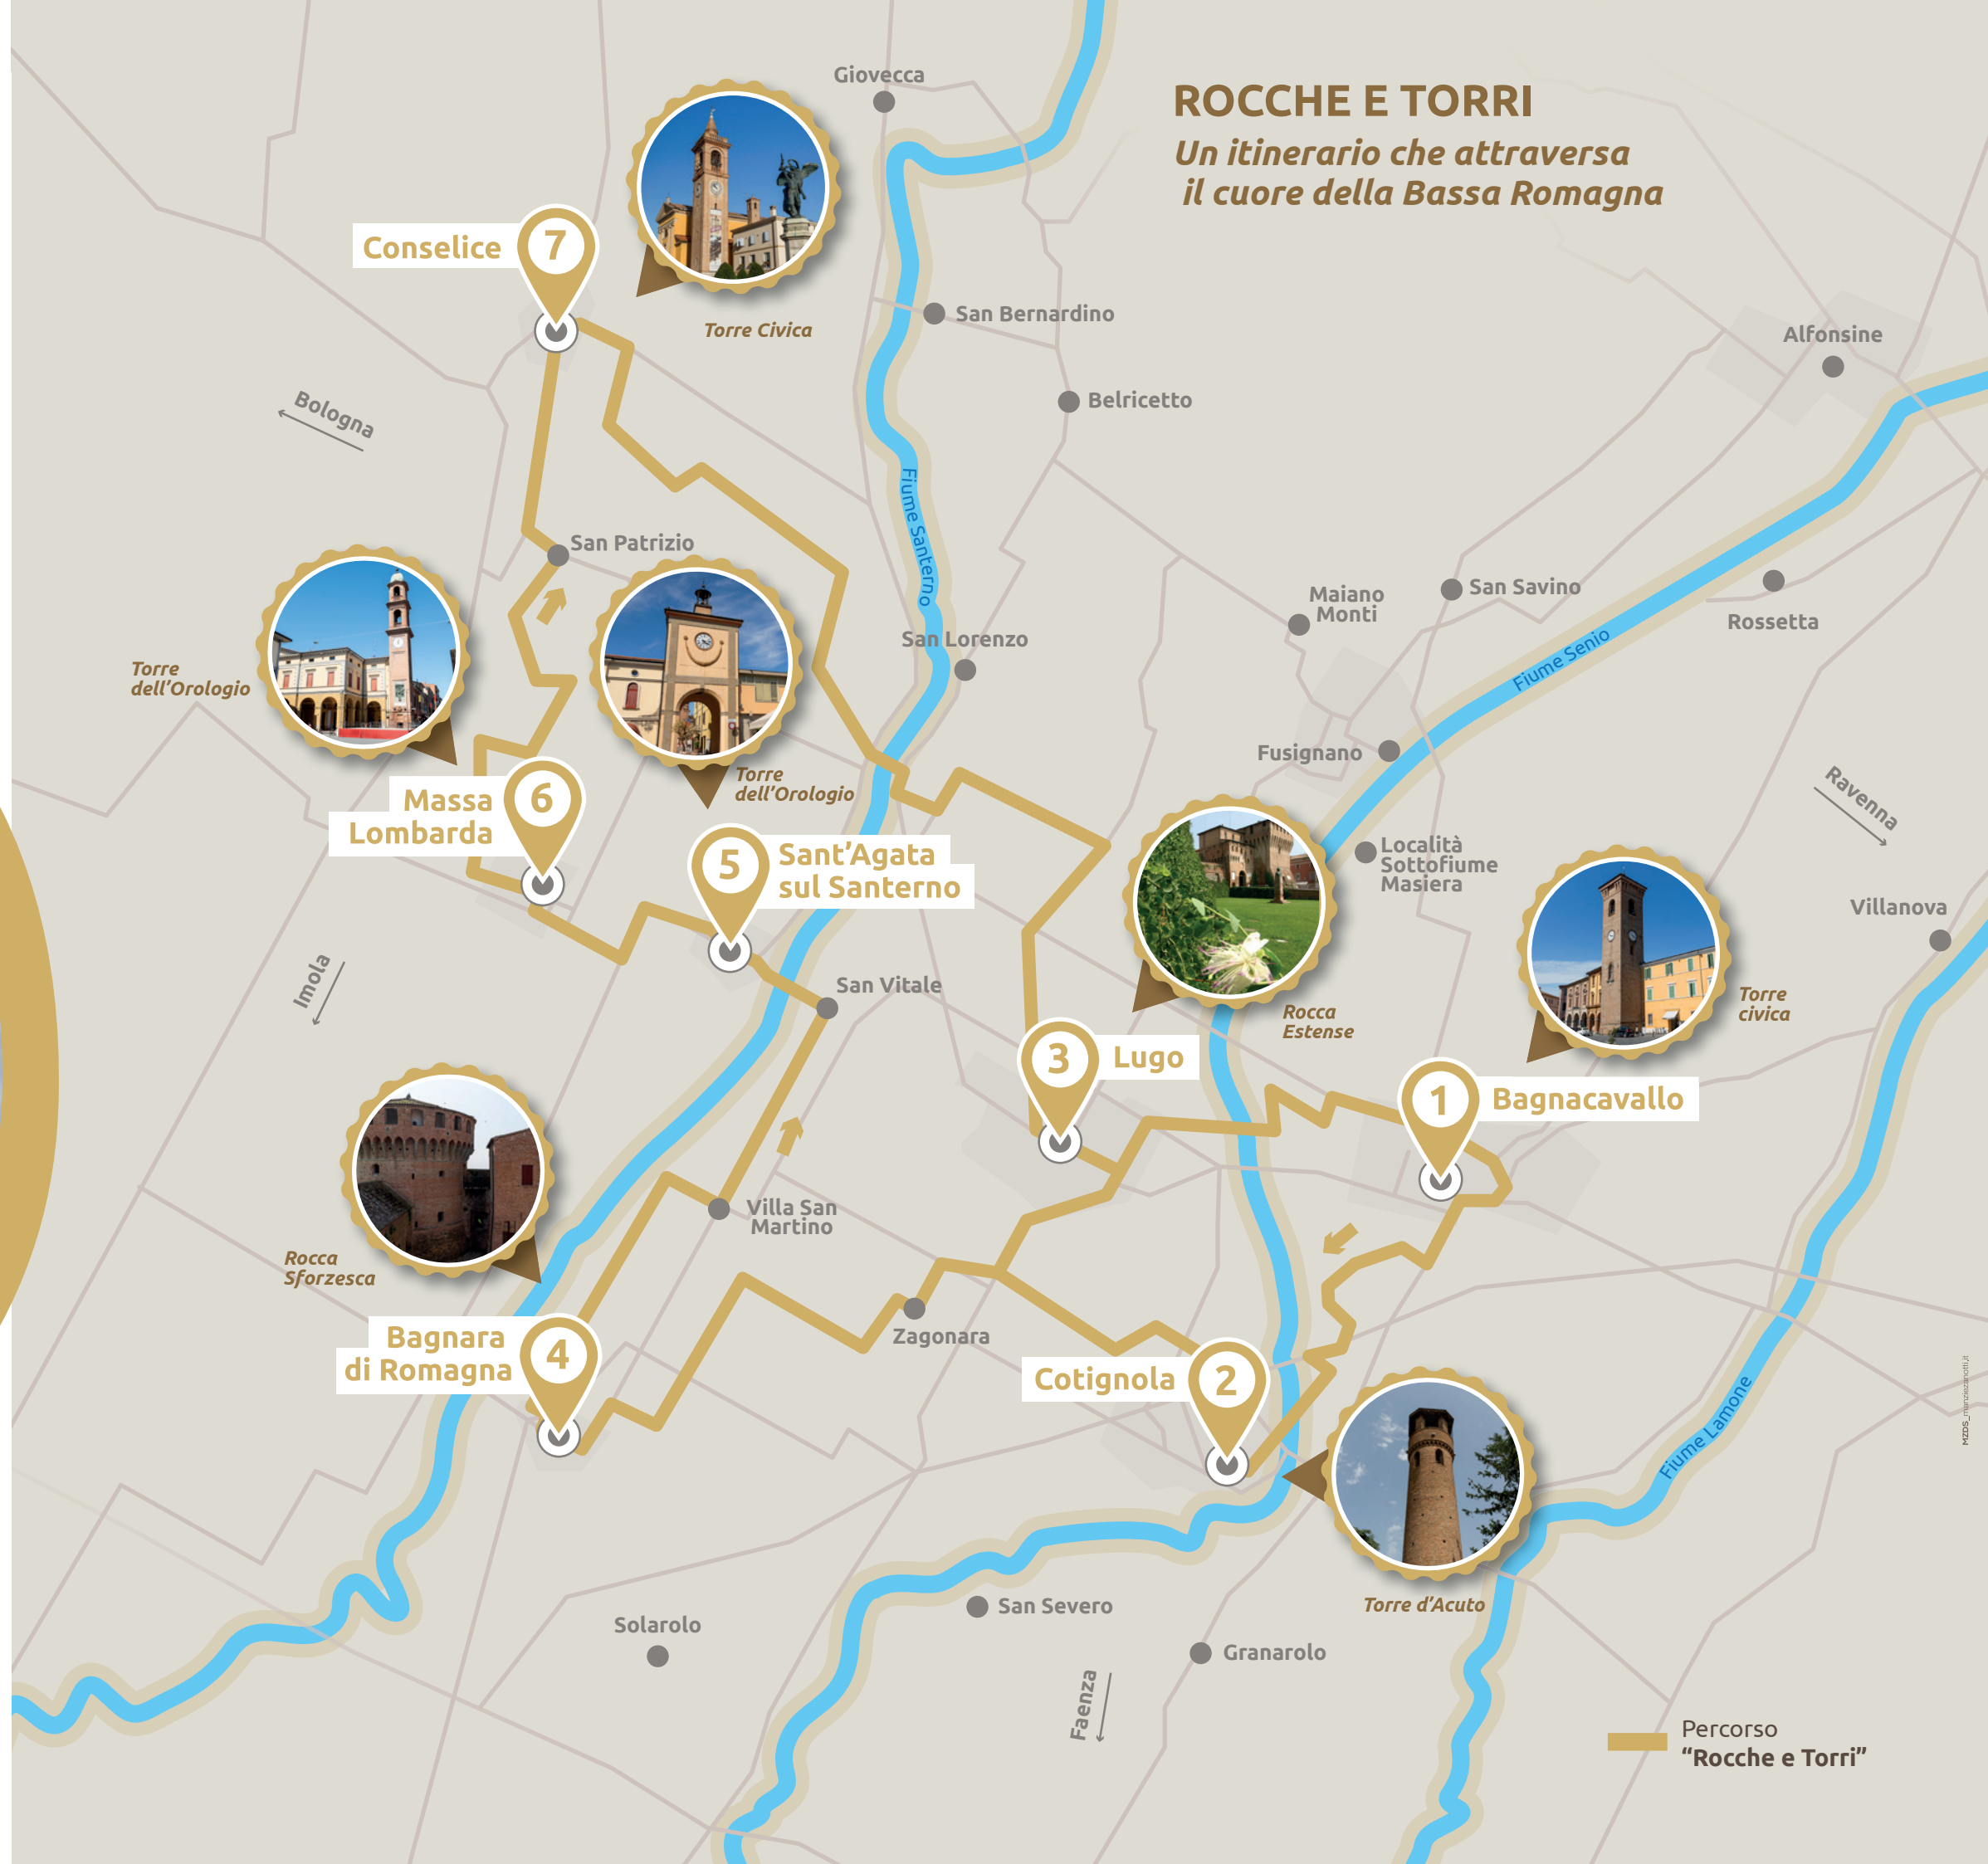 ROCCHE E TORRI
Un itinerario che attraversa
il cuore della Bassa Romagna
Giovecca
7
Conselice
Torre Civica
San Bernardino
Alfonsine
Belricetto
Bologna
Fiume Santerno
San Patrizio
San Savino
Maiano
Monti
Rossetta
San Lorenzo
Fiume Senio
Torre
dell’Orologio
Fusignano
Torre
dell’Orologio
6
Massa
Lombarda
Ravenna
5
Sant’Agata
sul Santerno
Località
Sottofiume
Masiera
Villanova
Imola
San Vitale
Rocca
Estense
Torre
civica
3
Lugo
1
Bagnacavallo
Villa San
Martino
Rocca
Sforzesca
Zagonara
4
Bagnara
di Romagna
2
Cotignola
Fiume Lamone
Torre d’Acuto
San Severo
Solarolo
Granarolo
Faenza
Percorso
“Rocche e Torri”